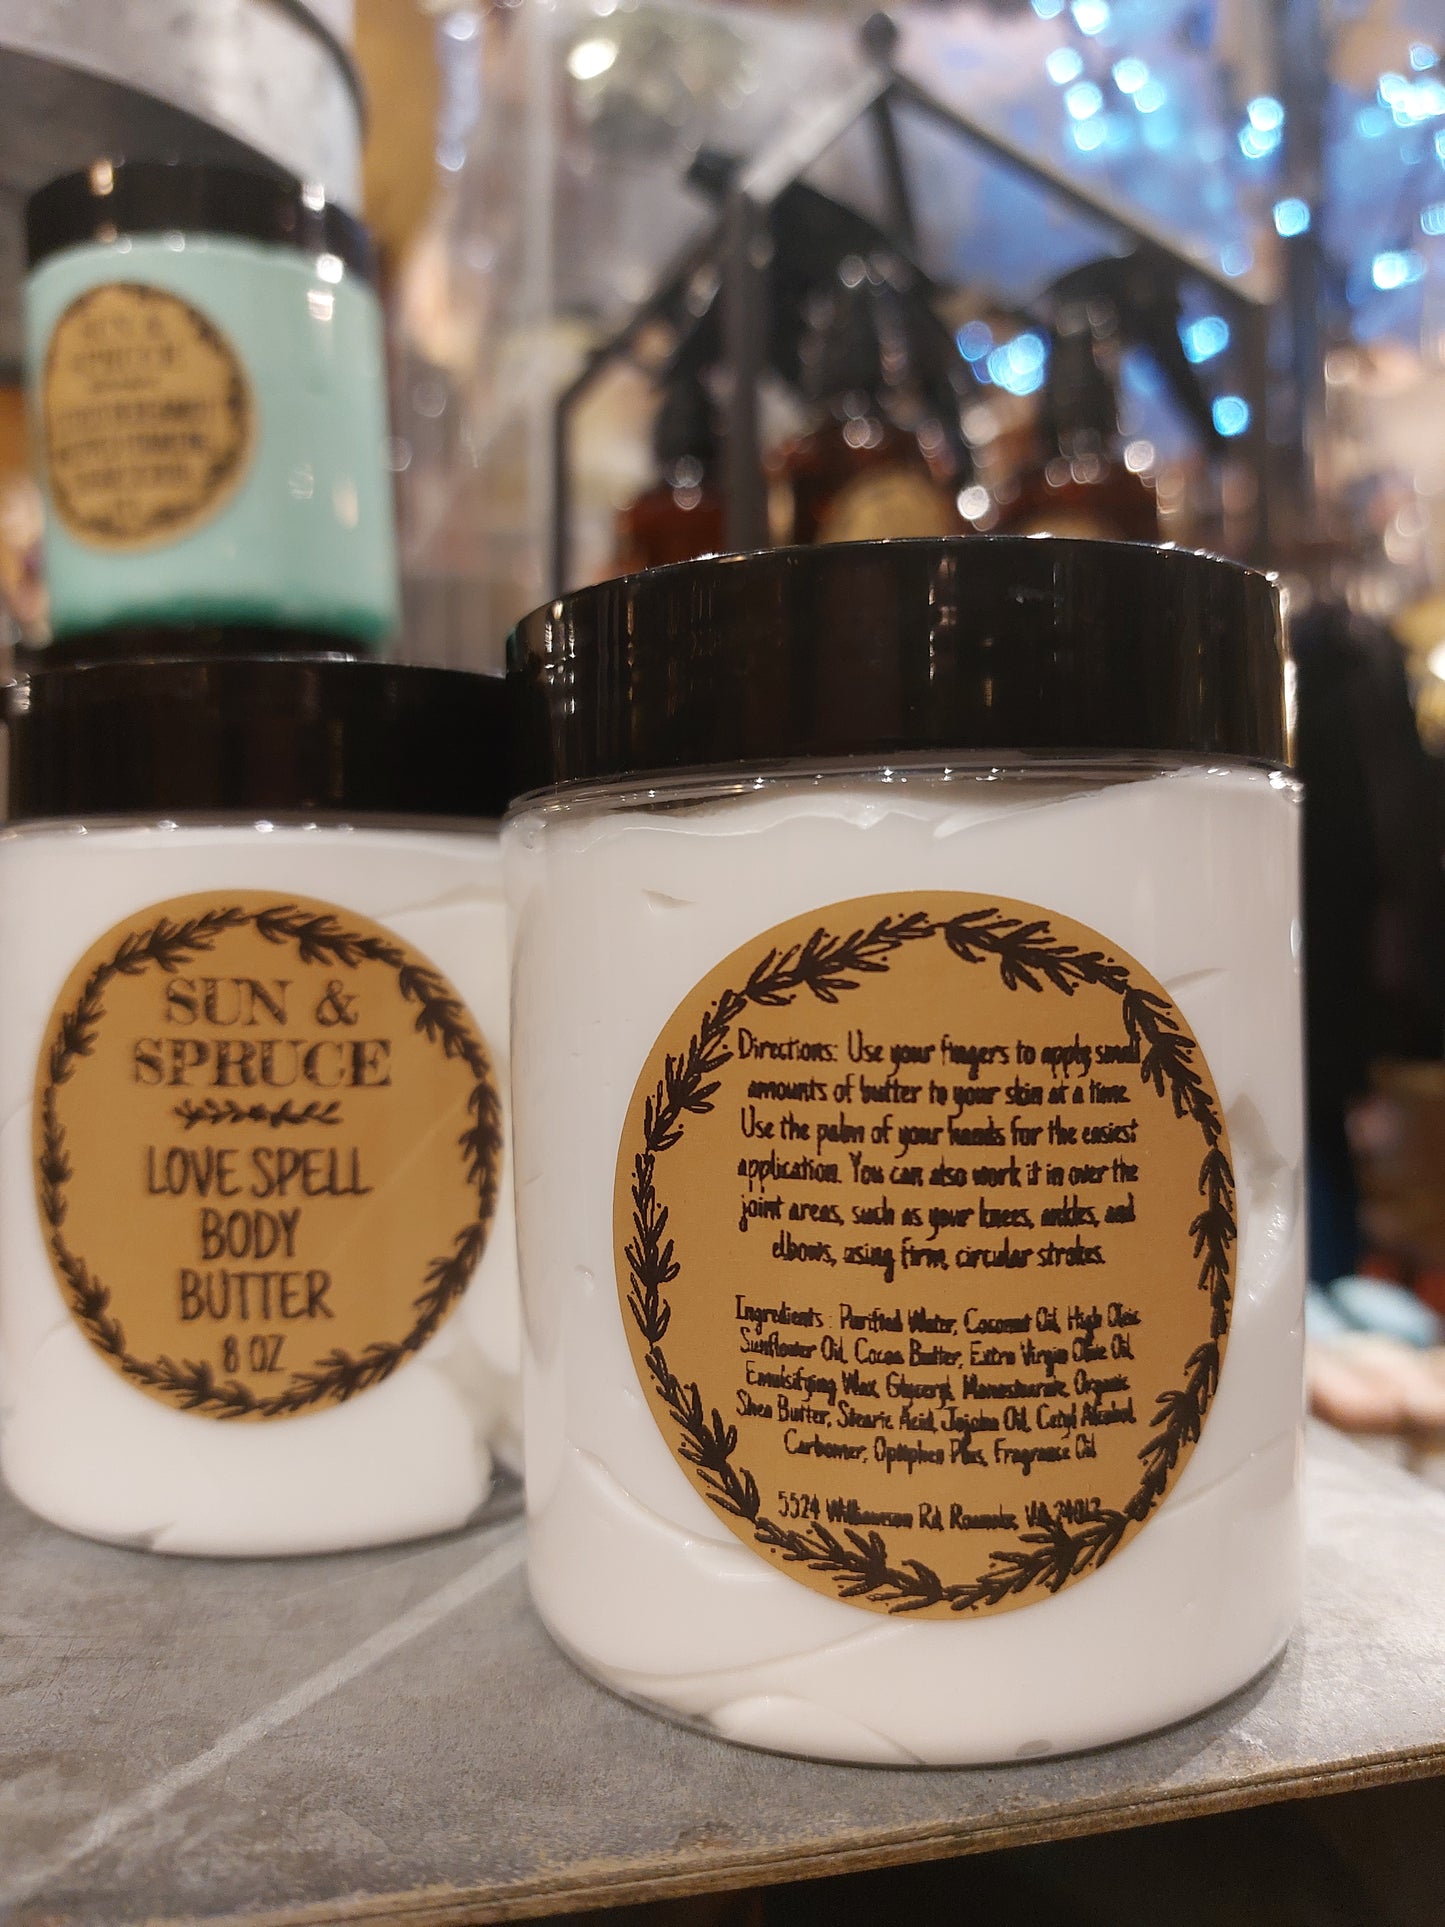 SUN &
SPRUCE
LOVE SPELL
BODY
BUTTER
8 OZ
Directions: Use your fingers to apply small
amounts of butter to your skin at a time.
Use the palm of your hands for the easiest
application. You can also work it in over the
joint areas, such as your knees, ankles, and
elbows, using firm, circular strokes.
Ingredients: Purified Water, Coconut Oil, High Oleic
Sunflower Oil, Cocoa Butter, Extra Virgin Olive Oil,
Emulsifying Wax, Glyceryl, Monostearate, Organic
Shea Butter, Stearic Acid, Jojoba Oil, Cetyl Alcohol,
Carbomer, Optiphen Plus, Fragrance Oil
5524 Williamson Rd, Roanoke, VA 24012